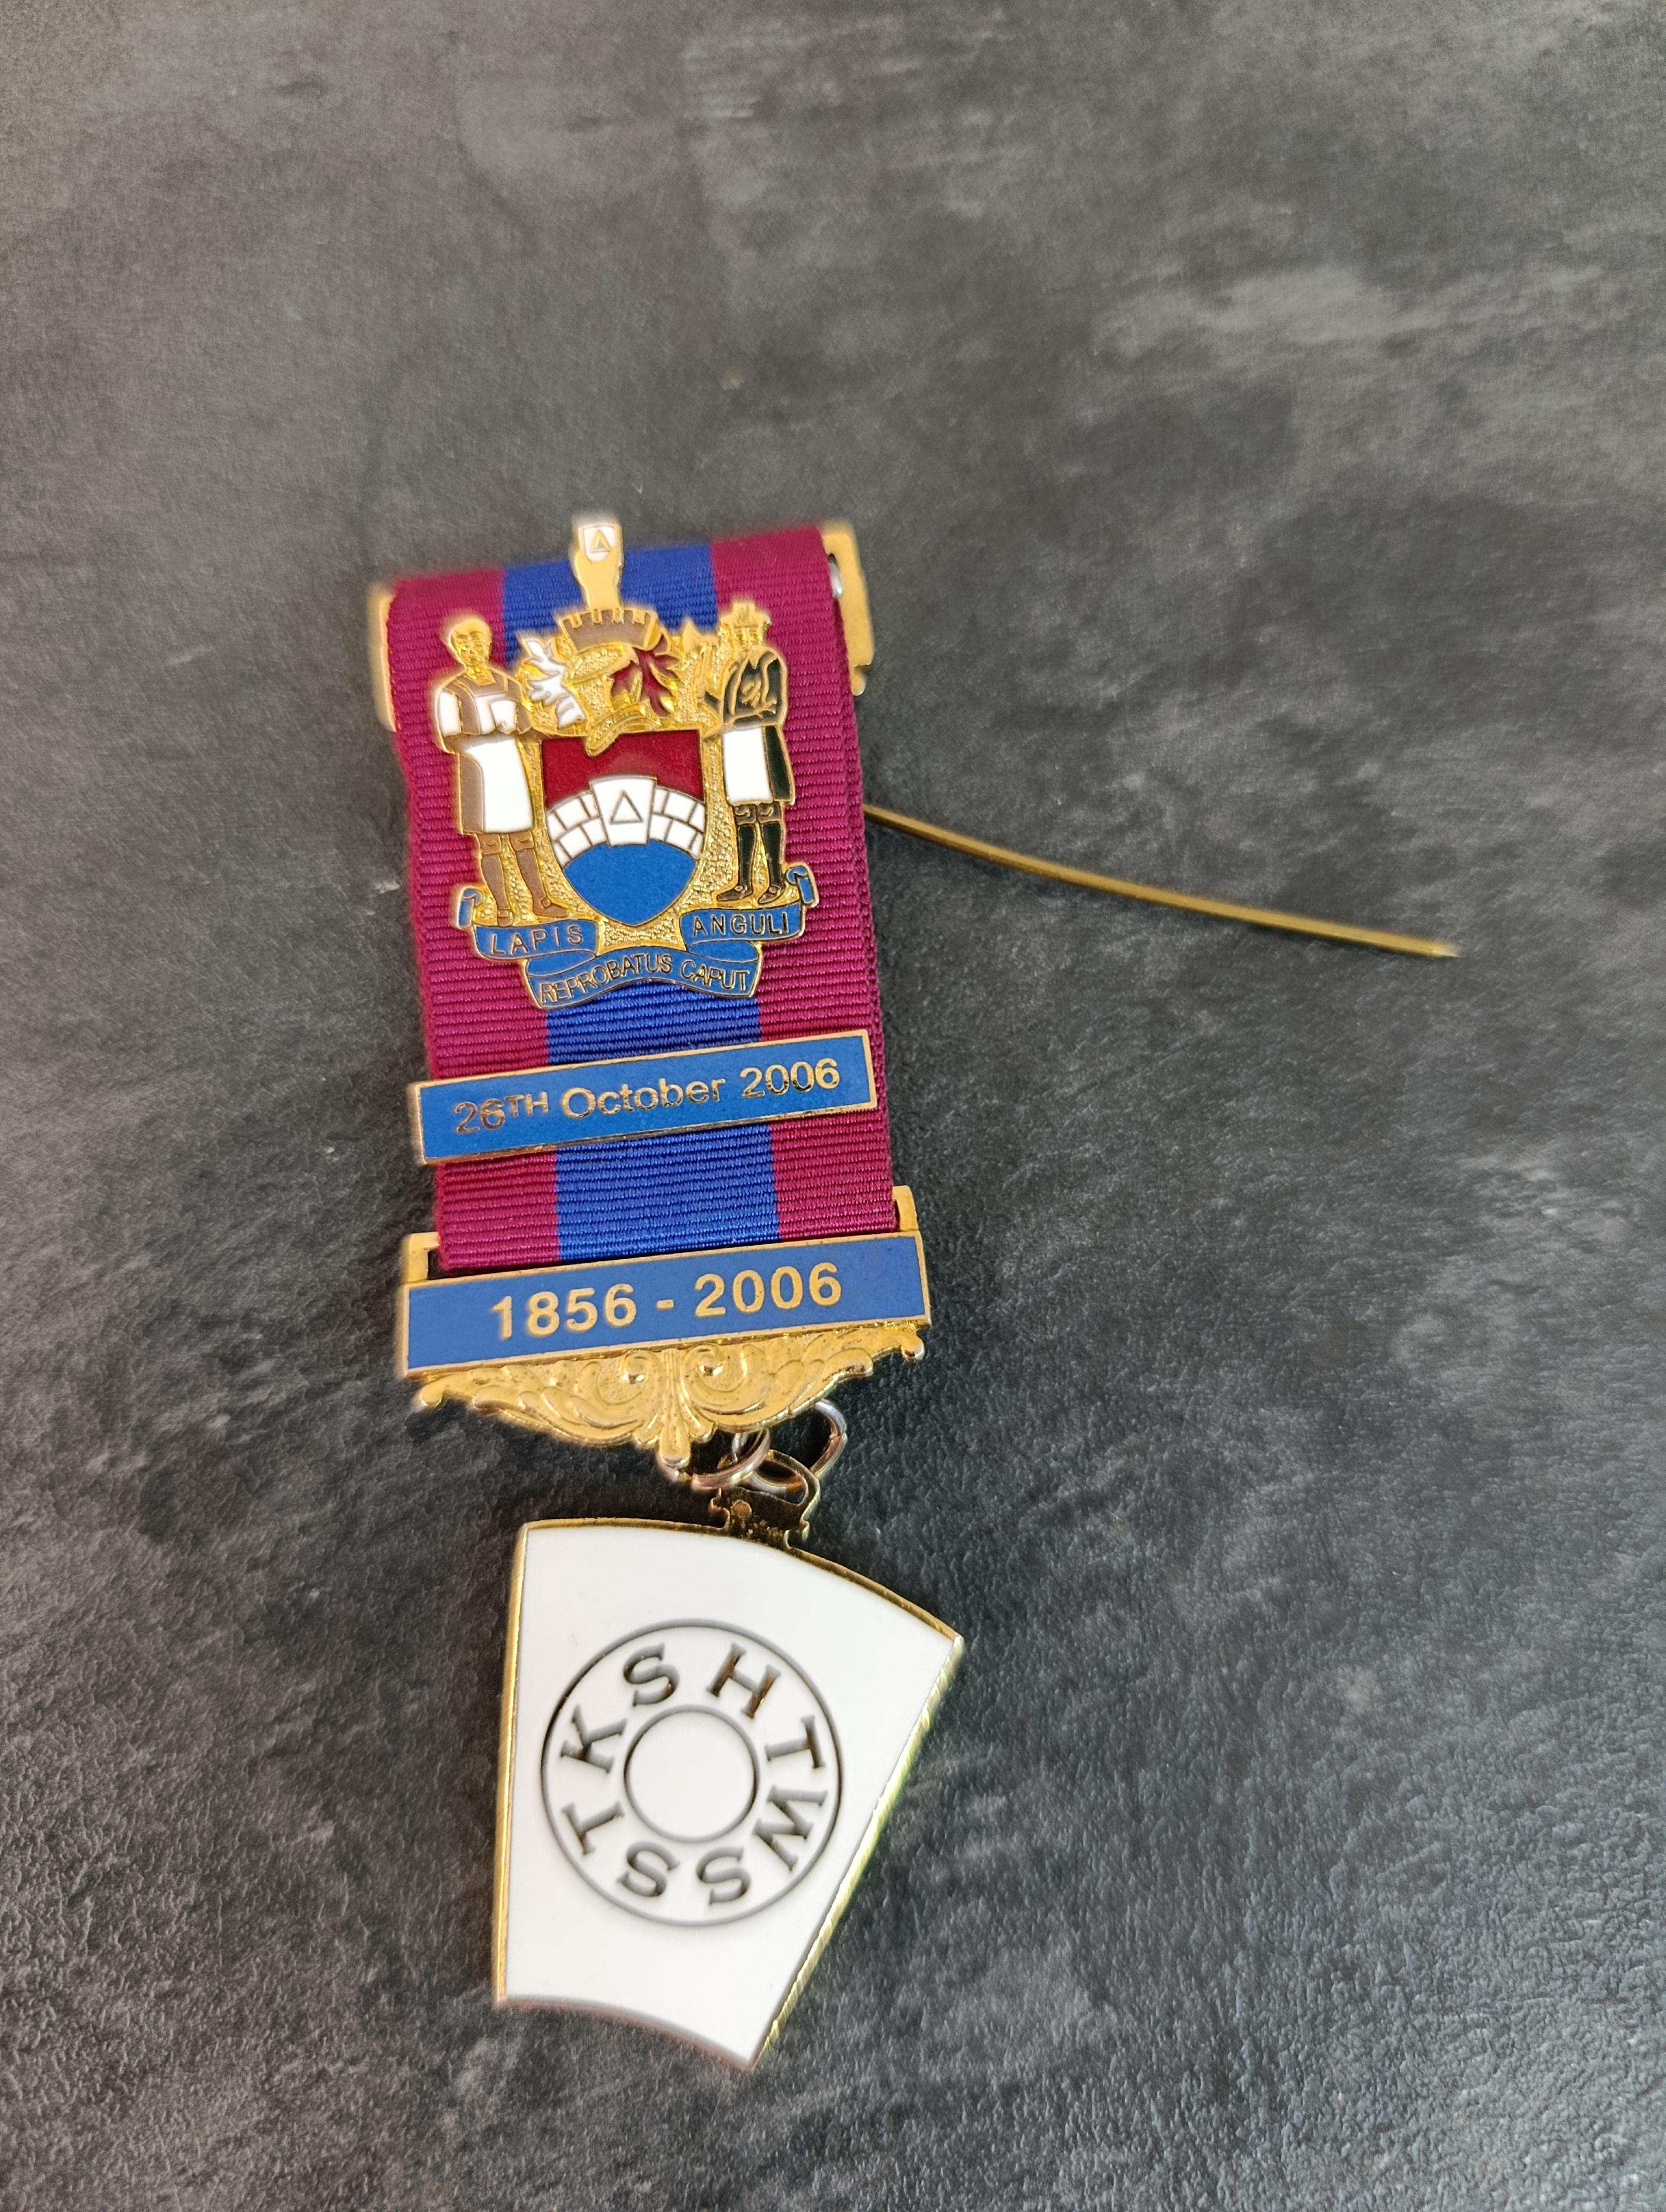 LAPIS
ANGULI
REPROBATUS CAPUT
26TH October 2006
1856 - 2006
HTWSSTKS